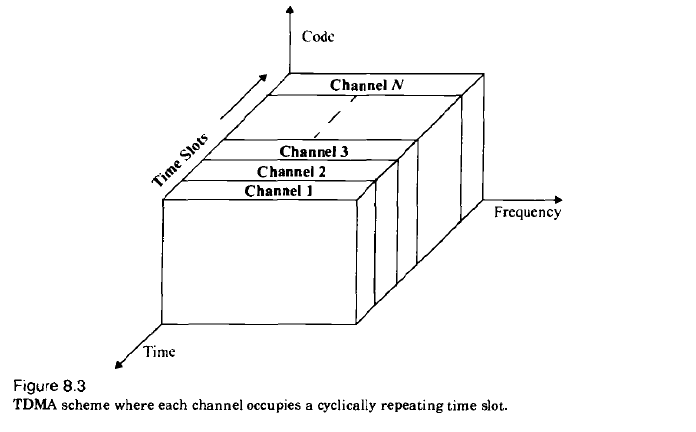 Code
Channel N
Time Slots
Channel 3
Channel 2
Channel 1
Frequency
Time
Figure 8.3
TDMA scheme where each channel occupies a cyclically repeating time slot.